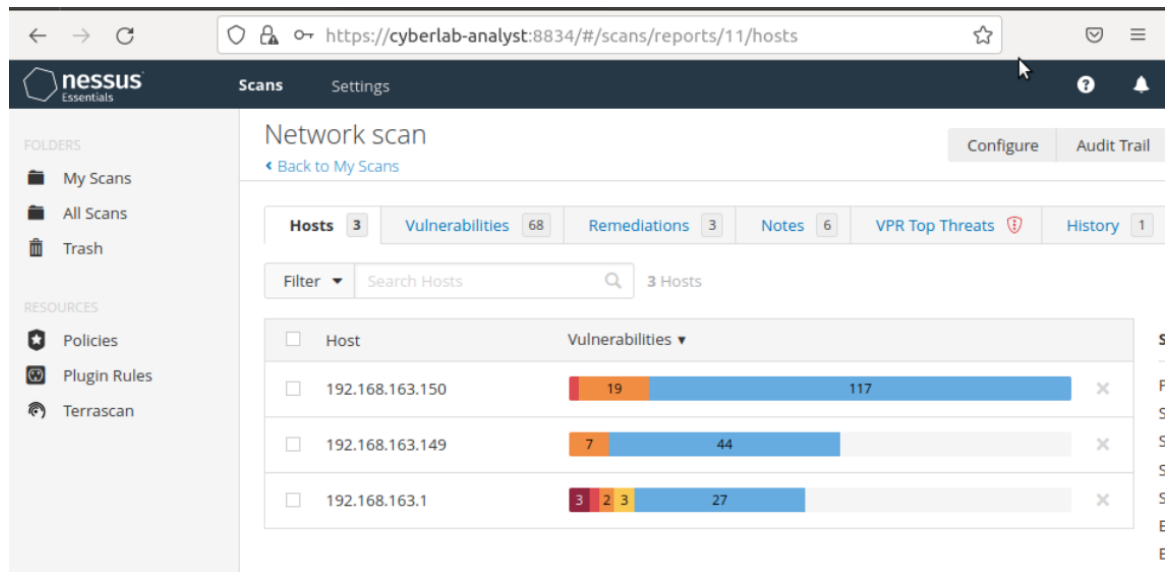 https://cyberlab-analyst:8834/#/scans/reports/11/hosts
nessus Essentials Scans Settings
FOLDERS
My Scans
All Scans
Trash
RESOURCES
Policies
Plugin Rules
Terrascan
Network scan
Back to My Scans
Configure Audit Trail
Hosts 3 Vulnerabilities 68 Remediations 3 Notes 6 VPR Top Threats History 1
Filter Search Hosts 3 Hosts
Host Vulnerabilities
192.168.163.150 19 117
192.168.163.149 7 44
192.168.163.1 3 2 3 27